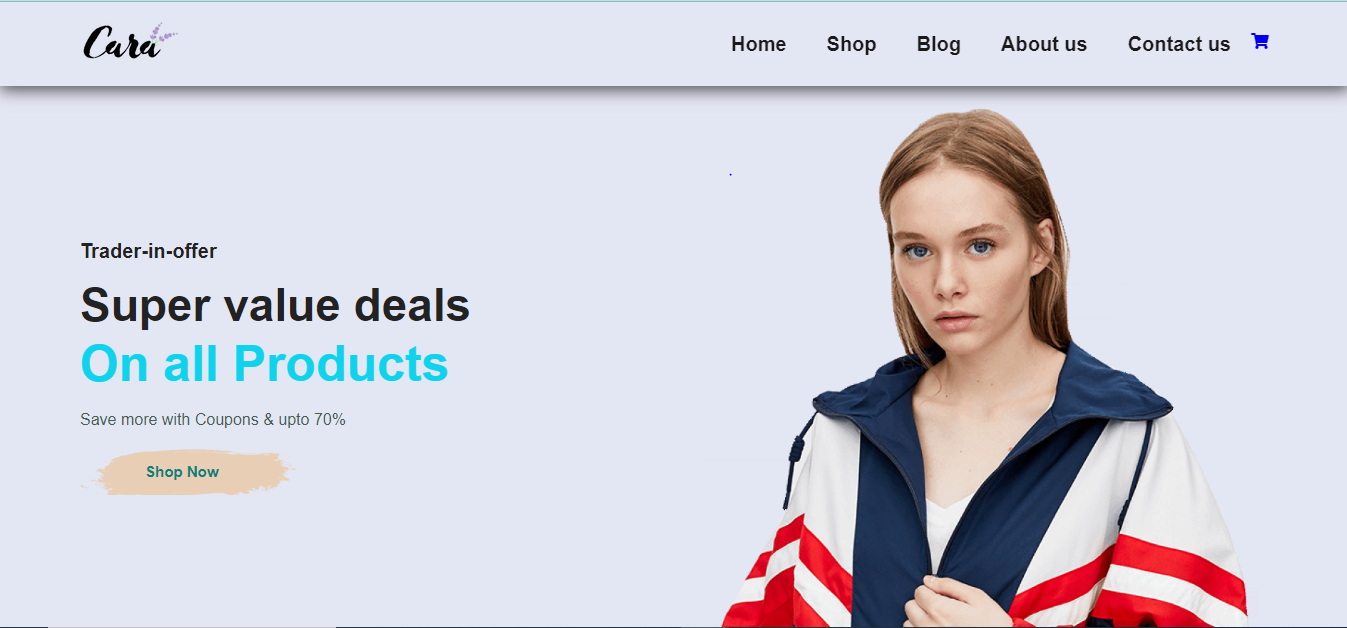 Cara
Home Shop Blog About us Contact us
Trader-in-offer
Super value deals
On all Products
Save more with Coupons & upto 70%
Shop Now